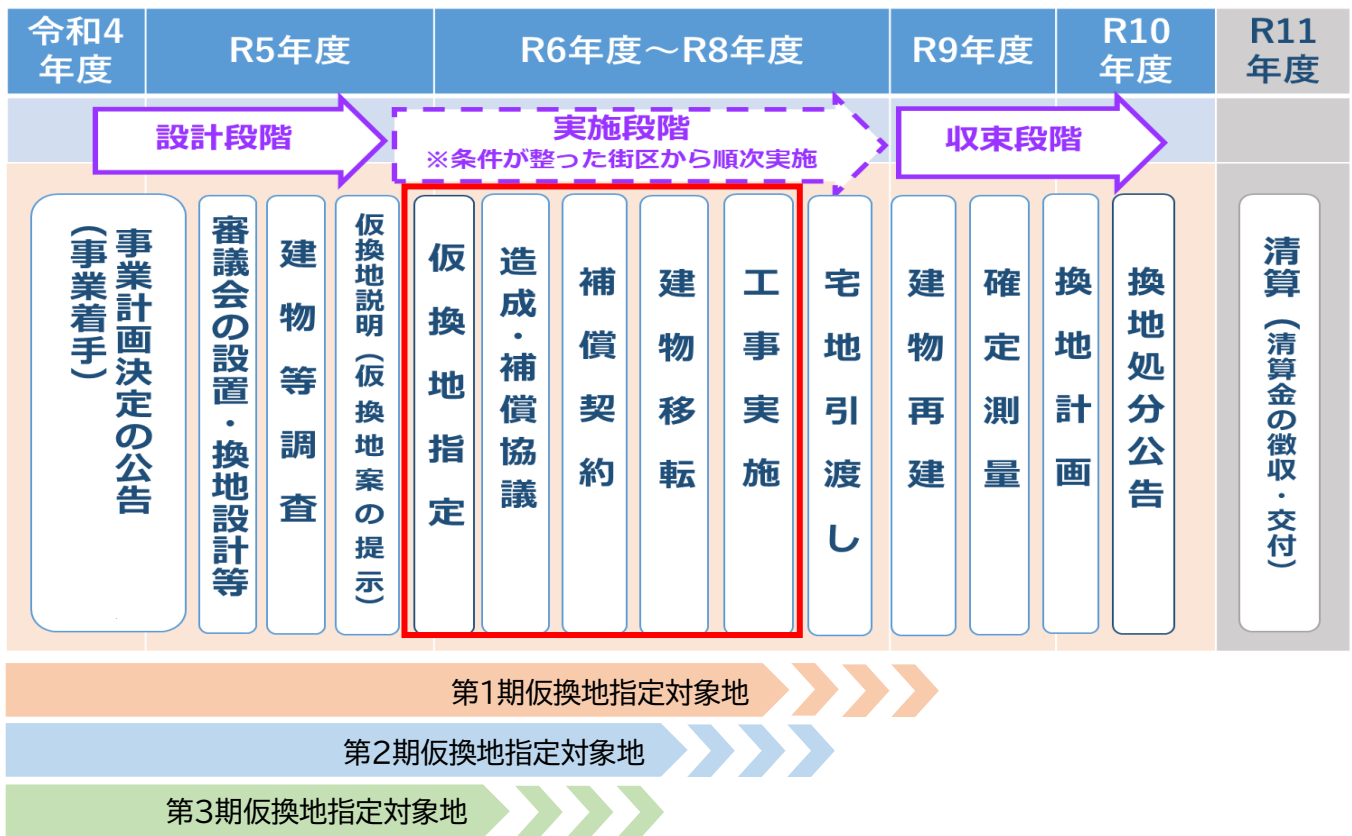 令和4
年度
R5年度
R6年度～R8年度
R9年度
R10
年度
R11
年度
設計段階
実施段階
※条件が整った街区から順次実施
収束段階
事業計画決定の公告
（事業着手）
審議会の設置・換地設計等
建物等調査
仮換地説明（仮換地案の提示）
仮換地指定
造成・補償協議
補償契約
建物移転
工事実施
宅地引渡し
建物再建
確定測量
換地計画
換地処分公告
清算（清算金の徴収・交付）
第1期仮換地指定対象地
第2期仮換地指定対象地
第3期仮換地指定対象地